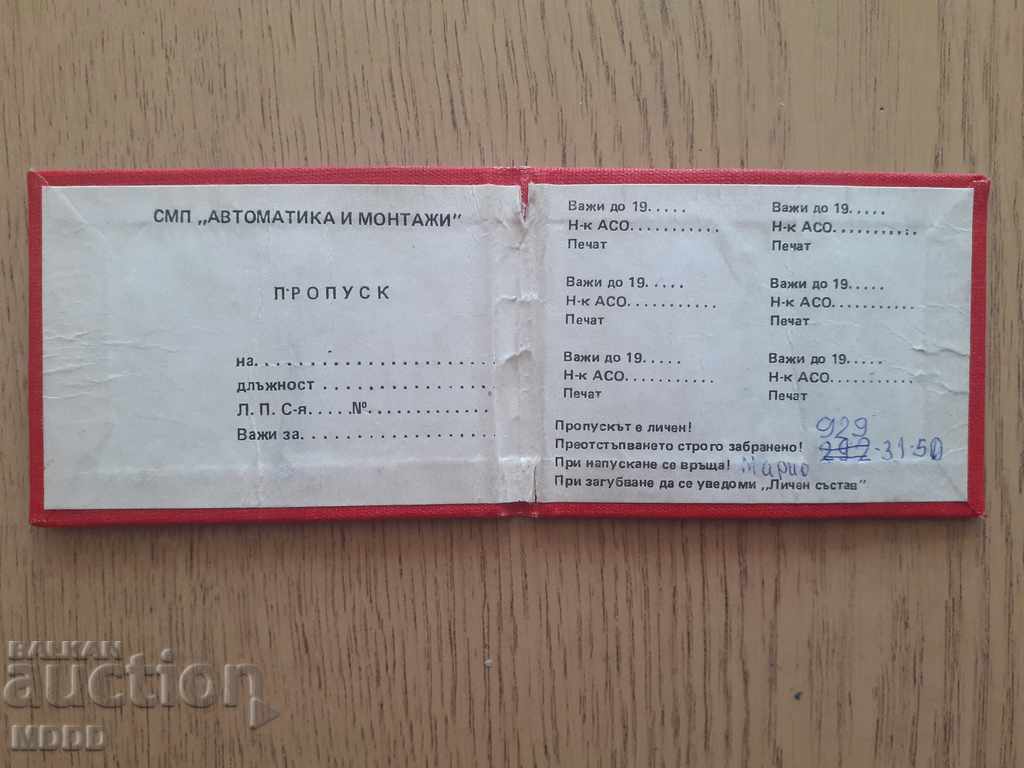 СМП „АВТОМАТИКА И МОНТАЖИ"
ПРОПУСК
на
длъжност
Л. П. С-я.....№
Важи за
Важи до 19.....
Н-к АСО
Печат
Важи до 19.....
Н-к АСО
Печат
Важи до 19.....
Н-к АСО
Печат
Важи до 19.....
Н-к АСО
Печат
Важи до 19.....
Н-к АСО
Печат
Важи до 19.....
Н-к АСО
Печат
Пропускът е личен!
929
Преотстъпването строго забранено! 292-31-50
При напускане се връща! Марио
При загубване да се уведоми „Личен състав"
BALKAN
auction
MDDD